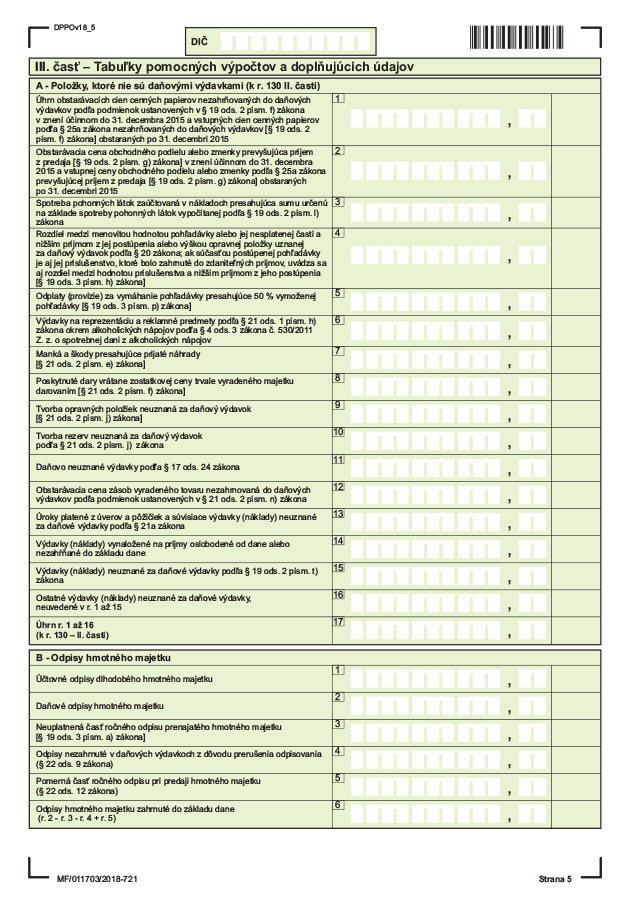 DPPOv18_5
DIČ
III. časť – Tabuľky pomocných výpočtov a doplňujúcich údajov
A - Položky, ktoré nie sú daňovými výdavkami (k r. 130 II. časti)
Úhrn obstarávacích cien cenných papierov nezahrňovaných do daňových
výdavkov podľa podmienok ustanovených v § 19 ods. 2 písm. f) zákona
v znení účinnom do 31. decembra 2015 a vstupných cien cenných papierov
podľa § 25a zákona nezahrňovaných do daňových výdavkov [§ 19 ods. 2
písm. f) zákona] obstaraných po 31. decembri 2015
1
,
Obstarávacia cena obchodného podielu alebo zmenky prevyšujúca príjem
z predaja [§ 19 ods. 2 písm. g) zákona] v znení účinnom do 31. decembra
2015 a vstupnej ceny obchodného podielu alebo zmenky podľa § 25a zákona
prevyšujúcej príjem z predaja [§ 19 ods. 2 písm. g) zákona] obstaraných
po 31. decembri 2015
2
,
Spotreba pohonných látok zaúčtovaná v nákladoch presahujúca sumu určenú
na základe spotreby pohonných látok vypočítanej podľa § 19 ods. 2 písm. l)
zákona
3
,
Rozdiel medzi menovitou hodnotou pohľadávky alebo jej nesplatenej časti a
nižším príjmom z jej postúpenia alebo výškou opravnej položky uznanej
za daňový výdavok podľa § 20 zákona; ak súčasťou postúpenej pohľadávky
je aj jej príslušenstvo, ktoré bolo zahrnuté do zdaniteľných príjmov, uvádza sa
aj rozdiel medzi hodnotou príslušenstva a nižším príjmom z jeho postúpenia
[§ 19 ods. 3 písm. h) zákona]
4
,
Odplaty (provízie) za vymáhanie pohľadávky presahujúce 50 % vymoženej
pohľadávky [§ 19 ods. 3 písm. p) zákona]
5
,
Výdavky na reprezentáciu a reklamné predmety podľa § 21 ods. 1 písm. h)
zákona okrem alkoholických nápojov podľa § 4 ods. 3 zákona č. 530/2011
Z. z. o spotrebnej dani z alkoholických nápojov
6
,
Manká a škody presahujúce prijaté náhrady
[§ 21 ods. 2 písm. e) zákona]
7
,
Poskytnuté dary vrátane zostatkovej ceny trvale vyradeného majetku
darovaním [§ 21 ods. 2 písm. f) zákona]
8
,
Tvorba opravných položiek neuznaná za daňový výdavok
[§ 21 ods. 2 písm. j) zákona]
9
,
Tvorba rezerv neuznaná za daňový výdavok
podľa § 21 ods. 2 písm. j) zákona
10
,
Daňovo neuznané výdavky podľa § 17 ods. 24 zákona
11
,
Obstarávacia cena zásob vyradeného tovaru nezahrnovaná do daňových
výdavkov podľa podmienok ustanovených v § 21 ods. 2 písm. n) zákona
12
,
Úroky platené z úverov a pôžičiek a súvisiace výdavky (náklady) neuznané
za daňové výdavky podľa § 21a zákona
13
,
Výdavky (náklady) vynaložené na príjmy oslobodené od dane alebo
nezahŕňané do základu dane
14
,
Výdavky (náklady) neuznané za daňové výdavky podľa § 19 ods. 2 písm. t)
zákona
15
,
Ostatné výdavky (náklady) neuznané za daňové výdavky,
neuvedené v r. 1 až 15
16
,
Úhrn r. 1 až 16
(k r. 130 – II. časti)
17
,
B - Odpisy hmotného majetku
Účtovné odpisy dlhodobého hmotného majetku
1
,
Daňové odpisy hmotného majetku
2
,
Neuplatnená časť ročného odpisu prenajatého hmotného majetku
[§ 19 ods. 3 písm. a) zákona]
3
,
Odpisy nezahrnuté v daňových výdavkoch z dôvodu prerušenia odpisovania
(§ 22 ods. 9 zákona)
4
,
Pomerná časť ročného odpisu pri predaji hmotného majetku
(§ 22 ods. 12 zákona)
5
,
Odpisy hmotného majetku zahrnuté do základu dane
(r. 2 - r. 3 - r. 4 + r. 5)
6
,
MF/011703/2018-721
Strana 5